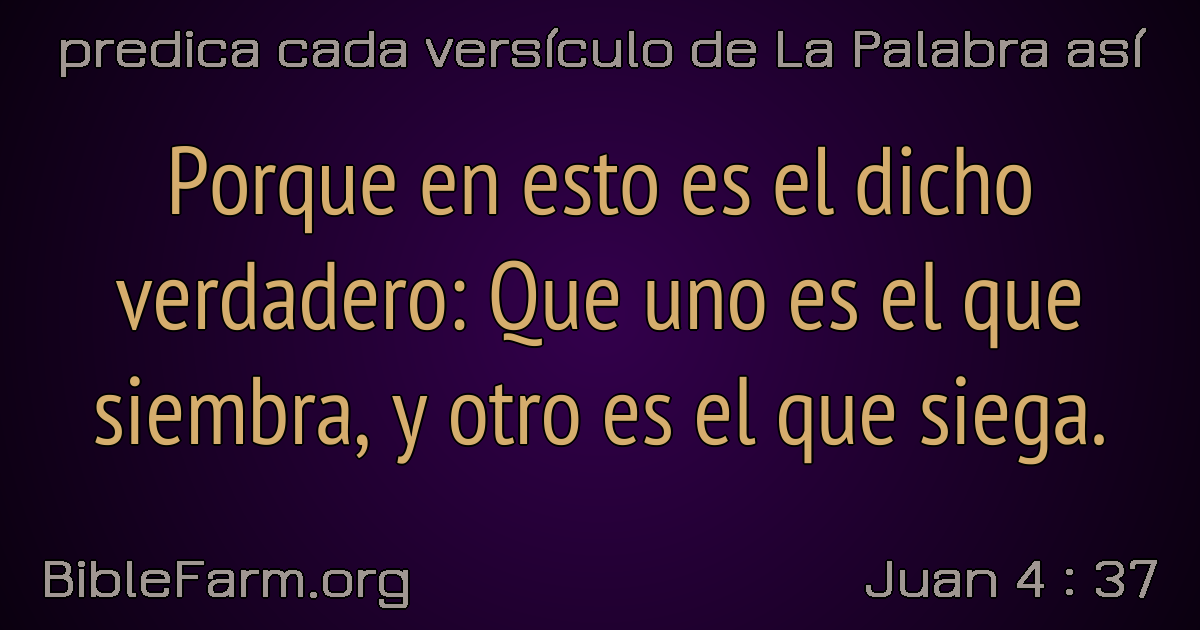 predica cada versículo de La Palabra así
Porque en esto es el dicho
verdadero: Que uno es el que
siembra, y otro es el que siega.
BibleFarm.org
Juan 4 : 37